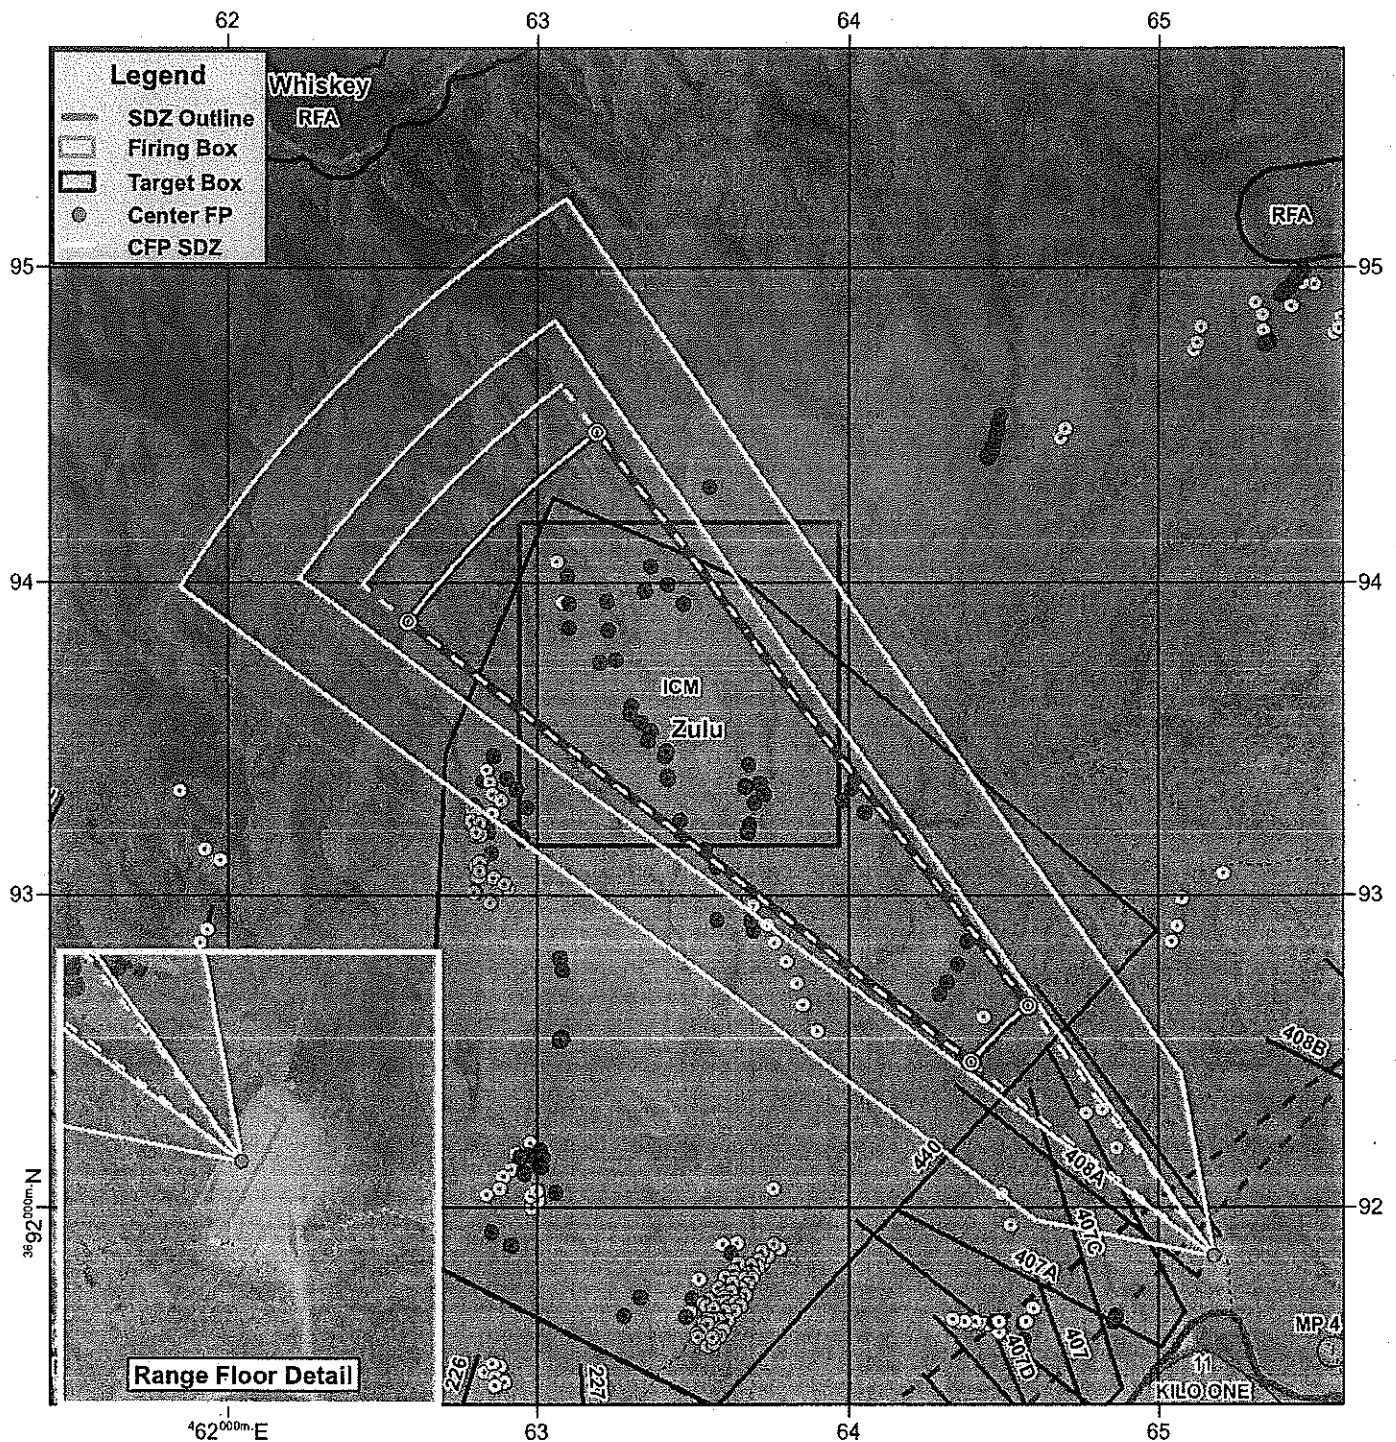 62 63 64 65
Legend
SDZ Outline
Firing Box
Target Box
Center FP
CFP SDZ
Whiskey
RFA
RFA
95 95
94 94
ICM
Zulu
93 93
408B
440
408A
³⁶92⁰⁰⁰ᵐ·N 92
407C
407A
MP 4
407
407D
11
KILO ONE
226
227
Range Floor Detail
⁴62⁰⁰⁰ᵐ·E 63 64 65